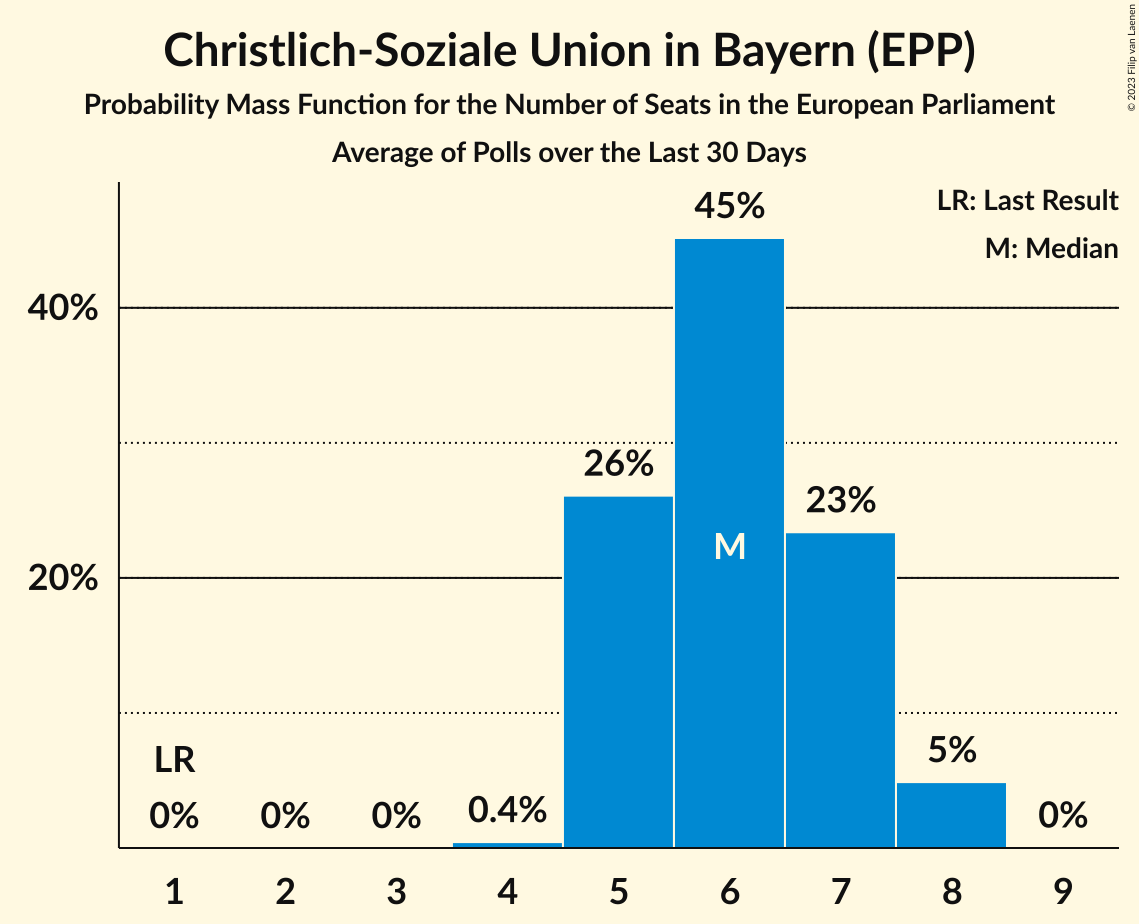 Christlich-Soziale Union in Bayern (EPP)
Probability Mass Function for the Number of Seats in the European Parliament
Average of Polls over the Last 30 Days
© 2023 Filip van Laenen
LR: Last Result
M: Median
45%
40%
26%
23%
M
20%
LR
5%
0% 0% 0% 0.4% 0%
1 2 3 4 5 6 7 8 9